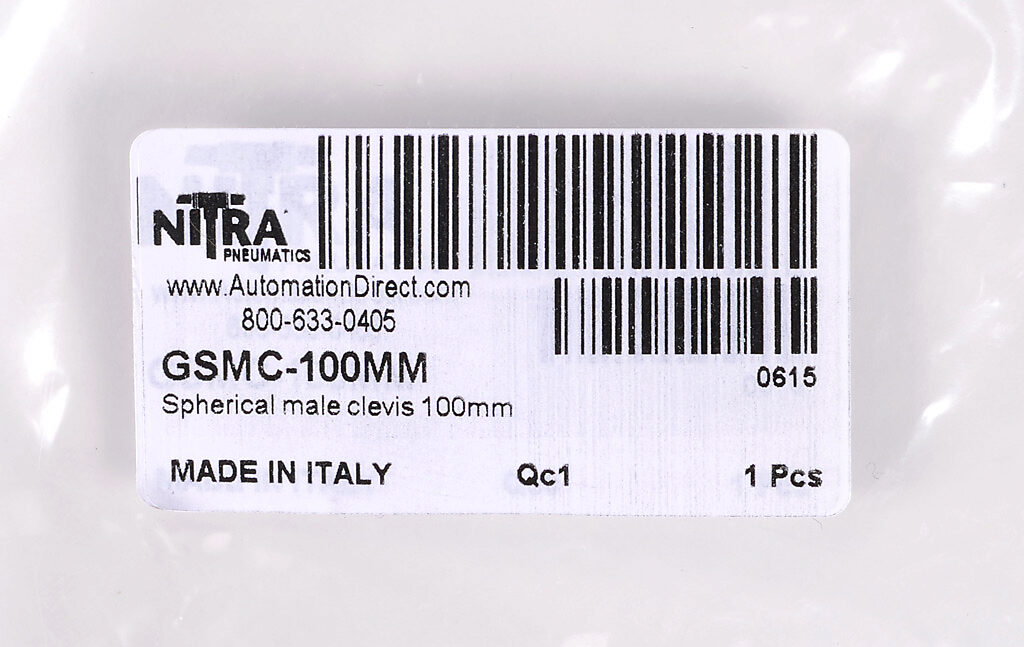 NITRA
PNEUMATICS
www.AutomationDirect.com
800-633-0405
GSMC-100MM
0615
Spherical male clevis 100mm
MADE IN ITALY Qc1 1 Pcs